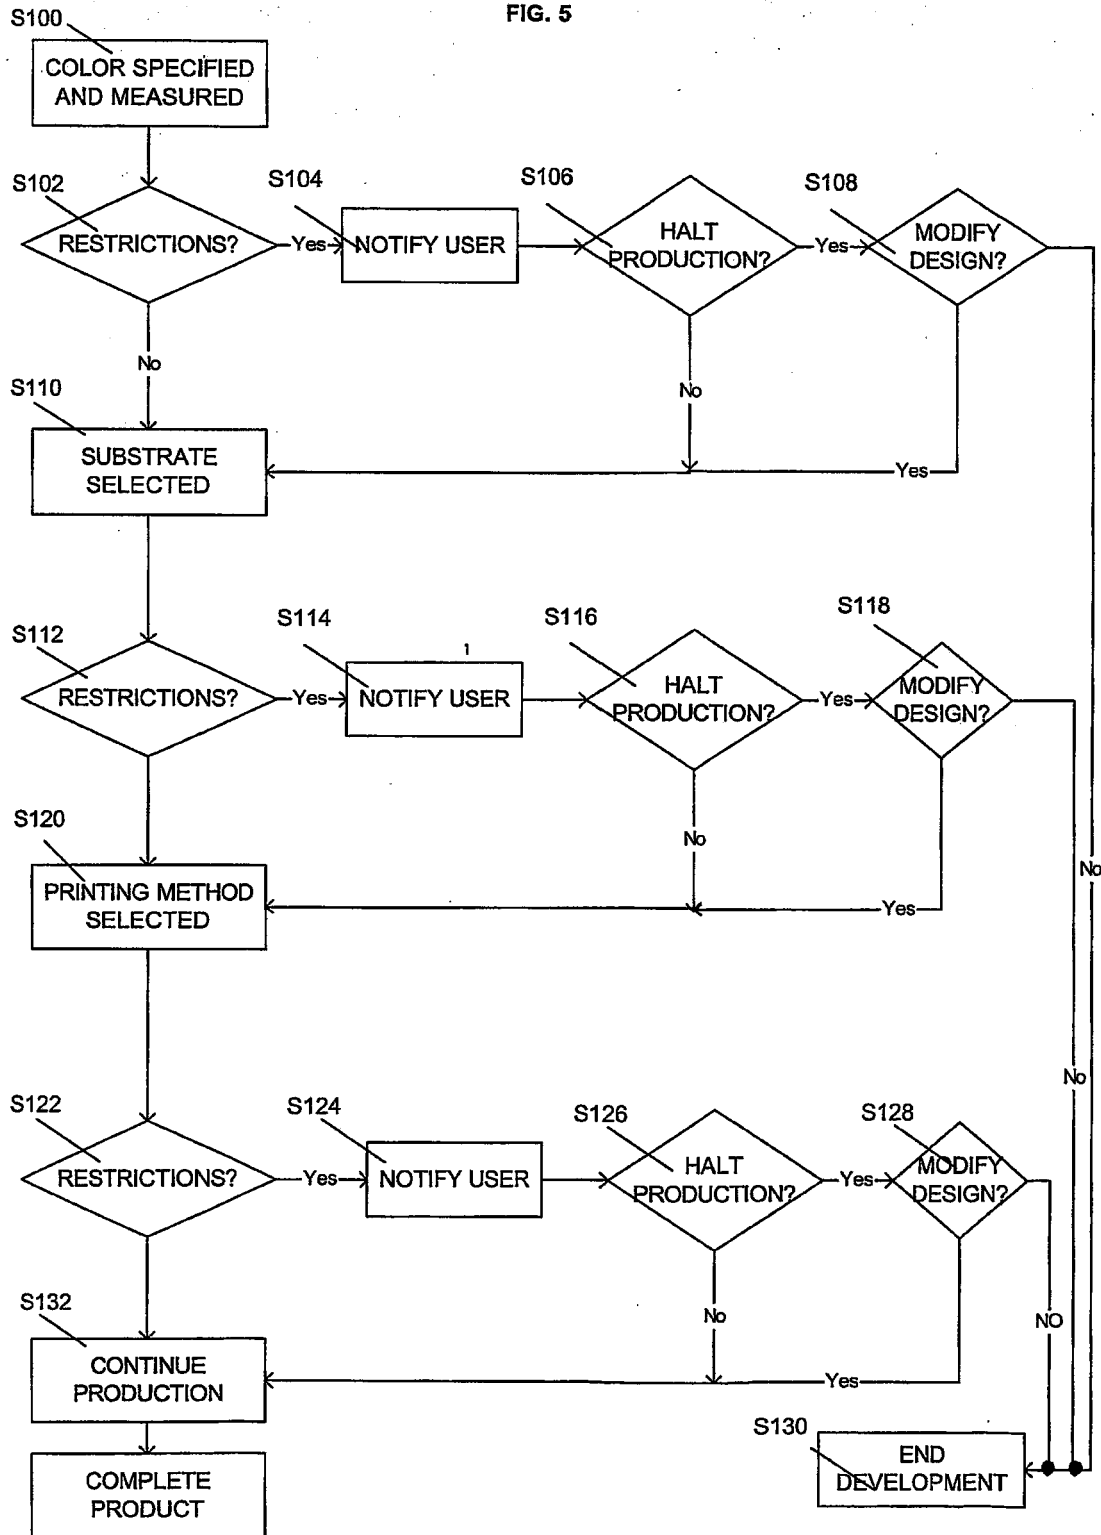 FIG. 5
S100
COLOR SPECIFIED
AND MEASURED
S102
RESTRICTIONS?
Yes
S104
NOTIFY USER
S106
HALT
PRODUCTION?
Yes
S108
MODIFY
DESIGN?
No
No
Yes
No
S110
SUBSTRATE
SELECTED
S112
RESTRICTIONS?
Yes
S114
NOTIFY USER
S116
HALT
PRODUCTION?
Yes
S118
MODIFY
DESIGN?
No
Yes
No
S120
PRINTING METHOD
SELECTED
S122
RESTRICTIONS?
Yes
S124
NOTIFY USER
S126
HALT
PRODUCTION?
Yes
S128
MODIFY
DESIGN?
No
Yes
NO
S132
CONTINUE
PRODUCTION
COMPLETE
PRODUCT
S130
END
DEVELOPMENT